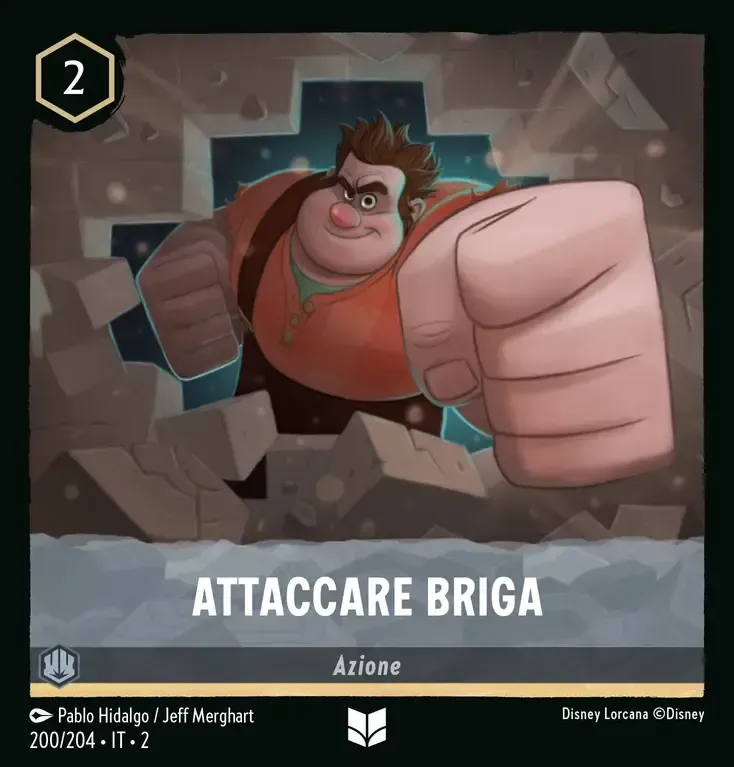 2
ATTACCARE BRIGA
Azione
Pablo Hidalgo / Jeff Merghart
Disney Lorcana ©Disney
200/204 • IT • 2